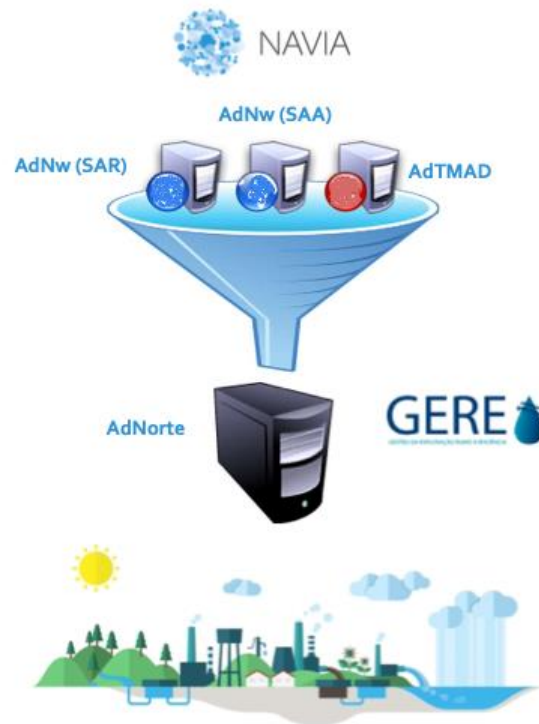 NAVIA
AdNw (SAA)
AdNw (SAR)
AdTMAD
AdNorte
GERE